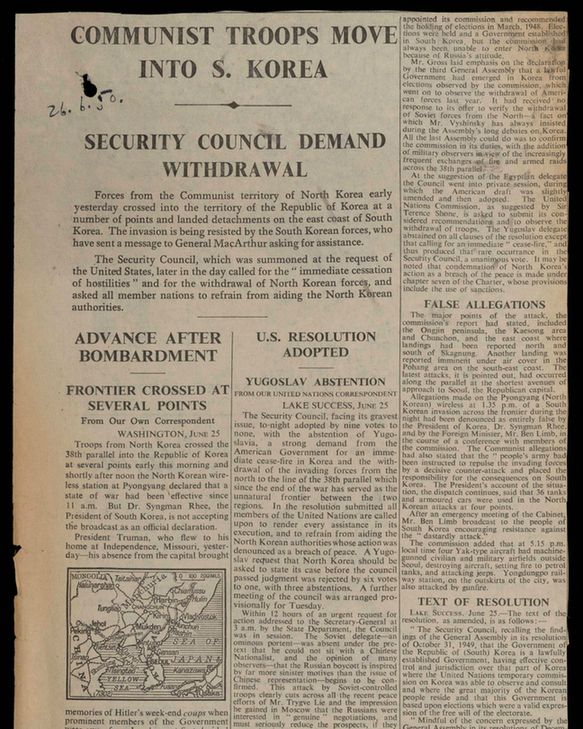 COMMUNIST TROOPS MOVE
INTO S. KOREA
26. 6. 50.
SECURITY COUNCIL DEMAND
WITHDRAWAL
Forces from the Communist territory of North Korea early
yesterday crossed into the territory of the Republic of Korea at a
number of points and landed detachments on the east coast of South
Korea. The invasion is being resisted by the South Korean forces, who
have sent a message to General MacArthur asking for assistance.
The Security Council, which was summoned at the request of
the United States, later in the day called for the " immediate cessation
of hostilities " and for the withdrawal of North Korean forces, and
asked all member nations to refrain from aiding the North Korean
authorities.
ADVANCE AFTER
BOMBARDMENT
FRONTIER CROSSED AT
SEVERAL POINTS
From Our Own Correspondent
WASHINGTON, JUNE 25
Troops from North Korea crossed the
38th parallel into the Republic of Korea
at several points early this morning and
shortly after noon the North Korean wire-
less station at Pyongyang declared that a
state of war had been effective since
11 a.m. But Dr. Syngman Rhee, the
President of South Korea, is not accepting
the broadcast as an official declaration.
President Truman, who flew to his
home at Independence, Missouri, yester-
day—his absence from the capital brought
MONGOLIA
0 100 200 MLS.
Vladivostok
Mukden
SEA OF
JAPAN
YELLOW
SEA
memories of Hitler's week-end coups when
prominent members of the Government
U.S. RESOLUTION
ADOPTED
YUGOSLAV ABSTENTION
FROM OUR UNITED NATIONS CORRESPONDENT
LAKE SUCCESS, JUNE 25
The Security Council, facing its gravest
issue, to-night adopted by nine votes to
none, with the abstention of Yugo-
slavia, a strong demand from the
American Government for an imme-
diate cease-fire in Korea and the with-
drawal of the invading forces from the
north to the line of the 38th parallel which
since the end of the war has served as the
unnatural frontier between the two
regions. In the resolution submitted all
members of the United Nations are called
upon to render every assistance in its
execution, and to refrain from aiding the
North Korean authorities whose action was
denounced as a breach of peace. A Yugo-
slav request that North Korea should be
asked to state its case before the council
passed judgment was rejected by six votes
to one, with three abstentions. A further
meeting of the council was arranged pro-
visionally for Tuesday.
Within 12 hours of an urgent request for
action addressed to the Secretary-General at
3 a.m. by the State Department, the Council
was in session. The Soviet delegate—an
ominous portent—was absent under the pre-
text that he could not sit with a Chinese
Nationalist, and the opinion of many
observers—that the Russian boycott is inspired
by far more sinister motives than the issue of
Chinese representation—begins to be con-
firmed. This attack by Soviet-controlled
troops clearly cuts across all the recent peace
efforts of Mr. Trygve Lie and the impression
he gained in Moscow that the Russians were
interested in " genuine " negotiations, and
must seriously reduce the prospects, if they
appointed its commission and recommended
the holding of elections in March, 1948. Elec-
tions were held and a Government established
in South Korea, but the commission had
always been unable to enter North Korea
because of Russia's attitude.
Mr. Gross laid emphasis on the declaration
by the third General Assembly that a lawful
Government had emerged in Korea from
elections observed by the commission, which
went on to observe the withdrawal of Ameri-
can forces last year. It had received no
response to its offer to verify the withdrawal
of Soviet forces from the North—a fact on
which Mr. Vyshinsky has always insisted
during the Assembly's long debates on Korea.
All the last Assembly could do was to confirm
the commission in its duties, with the addition
of military observers in view of the increasingly
frequent exchanges of fire and armed raids
across the 38th parallel.
At the suggestion of the Egyptian delegate
the Council went into private session, during
which the American draft was slightly
amended and then adopted. The United
Nations Commission, as suggested by Sir
Terence Shone, is asked to submit its con-
sidered recommendations and to observe the
withdrawal of troops. The Yugoslav delegate
abstained on all clauses of the resolution except
that calling for an immediate " cease-fire," and
thus produced that rare occurrence in the
Security Council, a unanimous vote. It may be
noted that condemnation of North Korea's
action as a breach of the peace is made under
chapter seven of the Charter, whose provisions
include the use of sanctions.
FALSE ALLEGATIONS
The major points of the attack, the
commission's report had stated, included
the Ongjin peninsula, the Kaesong area
and Chunchon, and the east coast where
landings had been reported north and
south of Skagnung. Another landing was
reported imminent under air cover in the
Pohang area on the south-east coast. The
latest attacks, it is pointed out, had occurred
along the parallel at the shortest avenues of
approach to Seoul, the Republican capital.
Allegations made on the Pyongyang (North
Korean) wireless at 1.35 p.m. of a South
Korean invasion across the frontier during the
night had been denounced as entirely false by
the President of Korea, Dr. Syngman Rhee,
and by the Foreign Minister, Mr. Ben Limb, in
the course of a conference with members of
the commission. The Communist allegations
had also stated that the " people's army had
been instructed to repulse the invading forces
by a decisive counter-attack and placed the
responsibility for the consequences on South
Korea. The President's account of the situa-
tion, the dispatch continues, said that 36 tanks
and armoured cars were used in the North
Korean attacks at four points.
After an emergency meeting of the Cabinet,
Mr. Ben Limb broadcast to the people of
South Korea encouraging resistance against
the " dastardly attack."
The commission added that at 5.15 p.m.
local time four Yak-type aircraft had machine-
gunned civilian and military airfields outside
Seoul, destroying aircraft, setting fire to petrol
tanks, and attacking jeeps. Yongdungpo rail-
way station, on the outskirts of the city, was
also attacked by gunfire.
TEXT OF RESOLUTION
LAKE SUCCESS, June 25.—The text of the
resolution, as amended, is as follows:—
" The Security Council, recalling the find-
ings of the General Assembly in its resolution
of October 31, 1949, that the Government of
the Republic of (South) Korea is a lawfully
established Government, having effective con-
trol and jurisdiction over that part of Korea
where the United Nations temporary commis-
sion on Korea was able to observe and consult
and where the great majority of the Korean
people reside and that this Government is
based upon elections which were a valid expres-
sion of the free will of the electorate.
" Mindful of the concern expressed by the